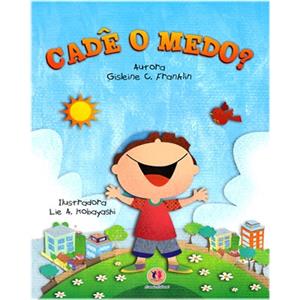 CADÊ O MEDO?
Autora
Gisleine C. Franklin
Ilustradora
Lie A. Kobayashi